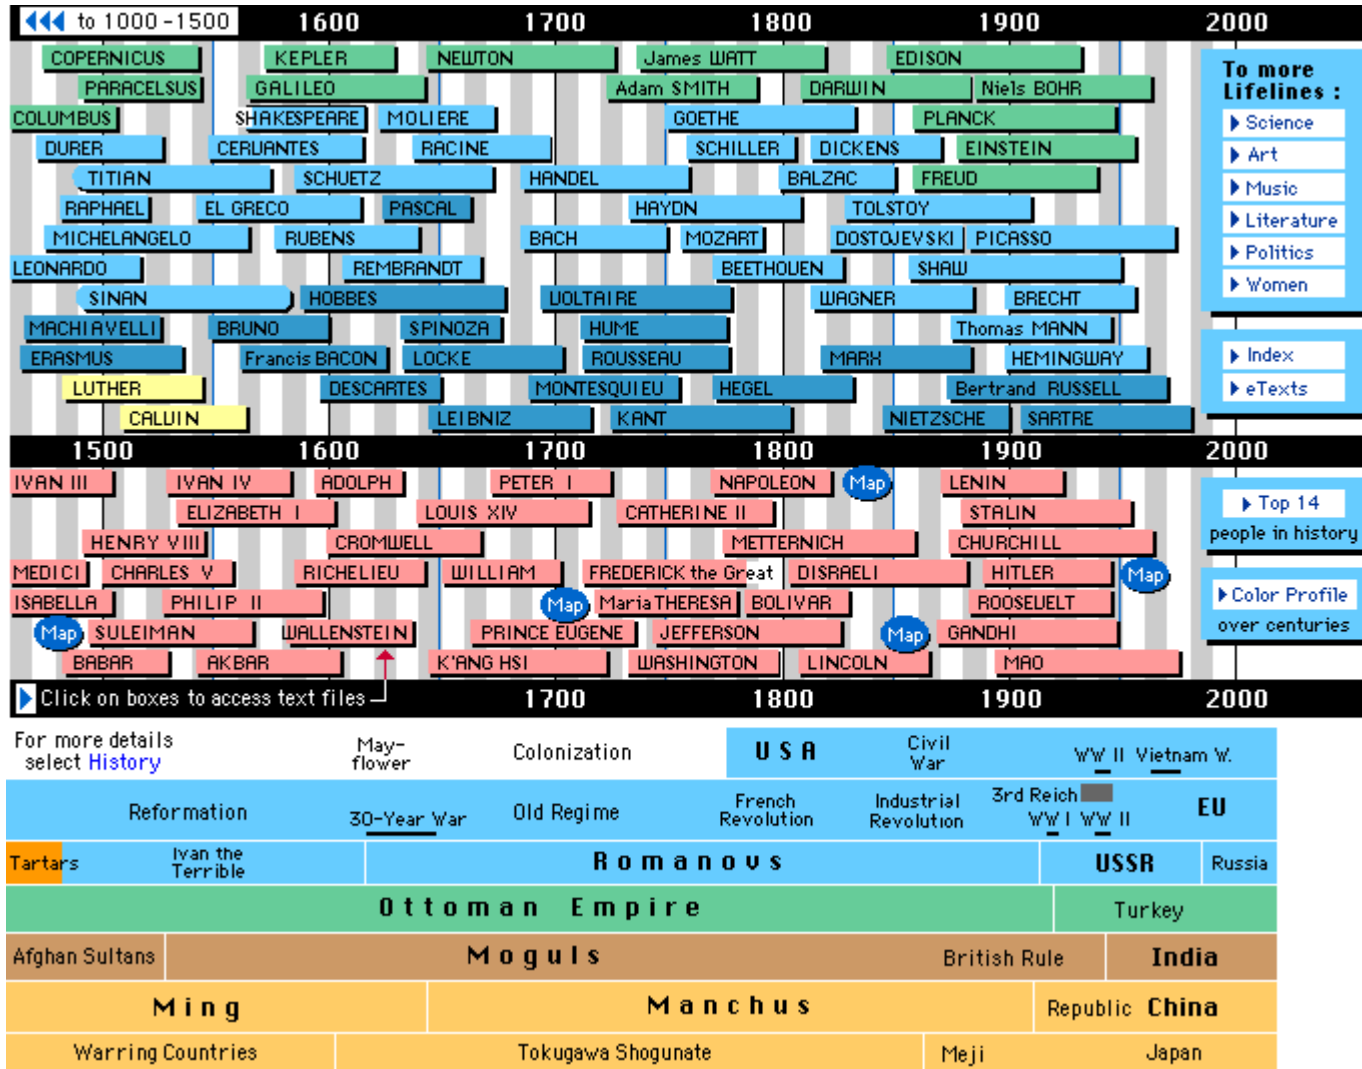 to 1000 -1500 1600 1700 1800 1900 2000
COPERNICUS KEPLER NEWTON James WATT EDISON
PARACELSUS GALILEO Adam SMITH DARWIN Niels BOHR
COLUMBUS SHAKESPEARE MOLIERE GOETHE PLANCK
DURER CERVANTES RACINE SCHILLER DICKENS EINSTEIN
TITIAN SCHUETZ HANDEL BALZAC FREUD
RAPHAEL EL GRECO PASCAL HAYDN TOLSTOY
MICHELANGELO RUBENS BACH MOZART DOSTOJEVSKI PICASSO
LEONARDO REMBRANDT BEETHOVEN SHAW
SINAN HOBBES VOLTAIRE WAGNER BRECHT
MACHIAVELLI BRUNO SPINOZA HUME Thomas MANN
ERASMUS Francis BACON LOCKE ROUSSEAU MARX HEMINGWAY
LUTHER DESCARTES MONTESQUIEU HEGEL Bertrand RUSSELL
CALVIN LEIBNIZ KANT NIETZSCHE SARTRE
To more
Lifelines :
Science
Art
Music
Literature
Politics
Women
Index
eTexts
1500 1600 1700 1800 1900 2000
IVAN III IVAN IV ADOLPH PETER I NAPOLEON Map LENIN
ELIZABETH I LOUIS XIV CATHERINE II STALIN
HENRY VIII CROMWELL METTERNICH CHURCHILL
MEDICI CHARLES V RICHELIEU WILLIAM FREDERICK the Great DISRAELI HITLER Map
ISABELLA PHILIP II Map Maria THERESA BOLIVAR ROOSEVELT
Map SULEIMAN WALLENSTEIN PRINCE EUGENE JEFFERSON Map GANDHI
BABAR AKBAR K'ANG HSI WASHINGTON LINCOLN MAO
Top 14
people in history
Color Profile
over centuries
Click on boxes to access text files 1700 1800 1900 2000
For more details
select History
May-
flower
Colonization
USA
Civil
War
WW II Vietnam W.
Reformation
30-Year War
Old Regime
French
Revolution
Industrial
Revolution
3rd Reich
WW I WW II
EU
Tartars
Ivan the
Terrible
Romanovs
USSR
Russia
Ottoman Empire
Turkey
Afghan Sultans
Moguls
British Rule
India
Ming
Manchus
Republic China
Warring Countries
Tokugawa Shogunate
Meji
Japan